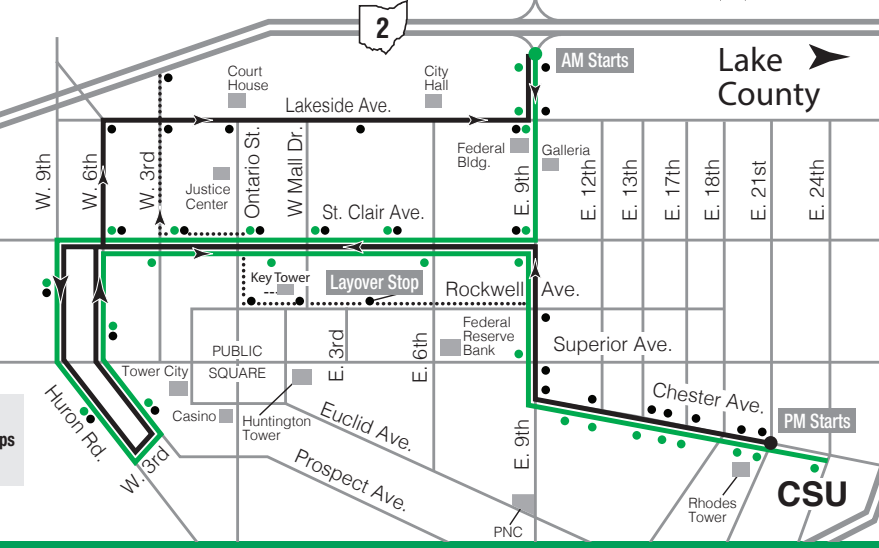 2
AM Starts
Lake
County
Court
House
City
Hall
Lakeside Ave.
Federal
Bldg.
Galleria
W. 9th
W. 6th
W. 3rd
Ontario St.
W Mall Dr.
E. 9th
E. 12th
E. 13th
E. 17th
E. 18th
E. 21st
E. 24th
Justice
Center
St. Clair Ave.
Key Tower
Layover Stop
Rockwell Ave.
Federal
Reserve
Bank
Superior Ave.
PUBLIC
SQUARE
E. 3rd
E. 6th
Tower City
Casino
Huntington
Tower
Chester Ave.
PM Starts
Huron Rd.
W. 3rd
Euclid Ave.
Prospect Ave.
E. 9th
ps
PNC
Rhodes
Tower
CSU